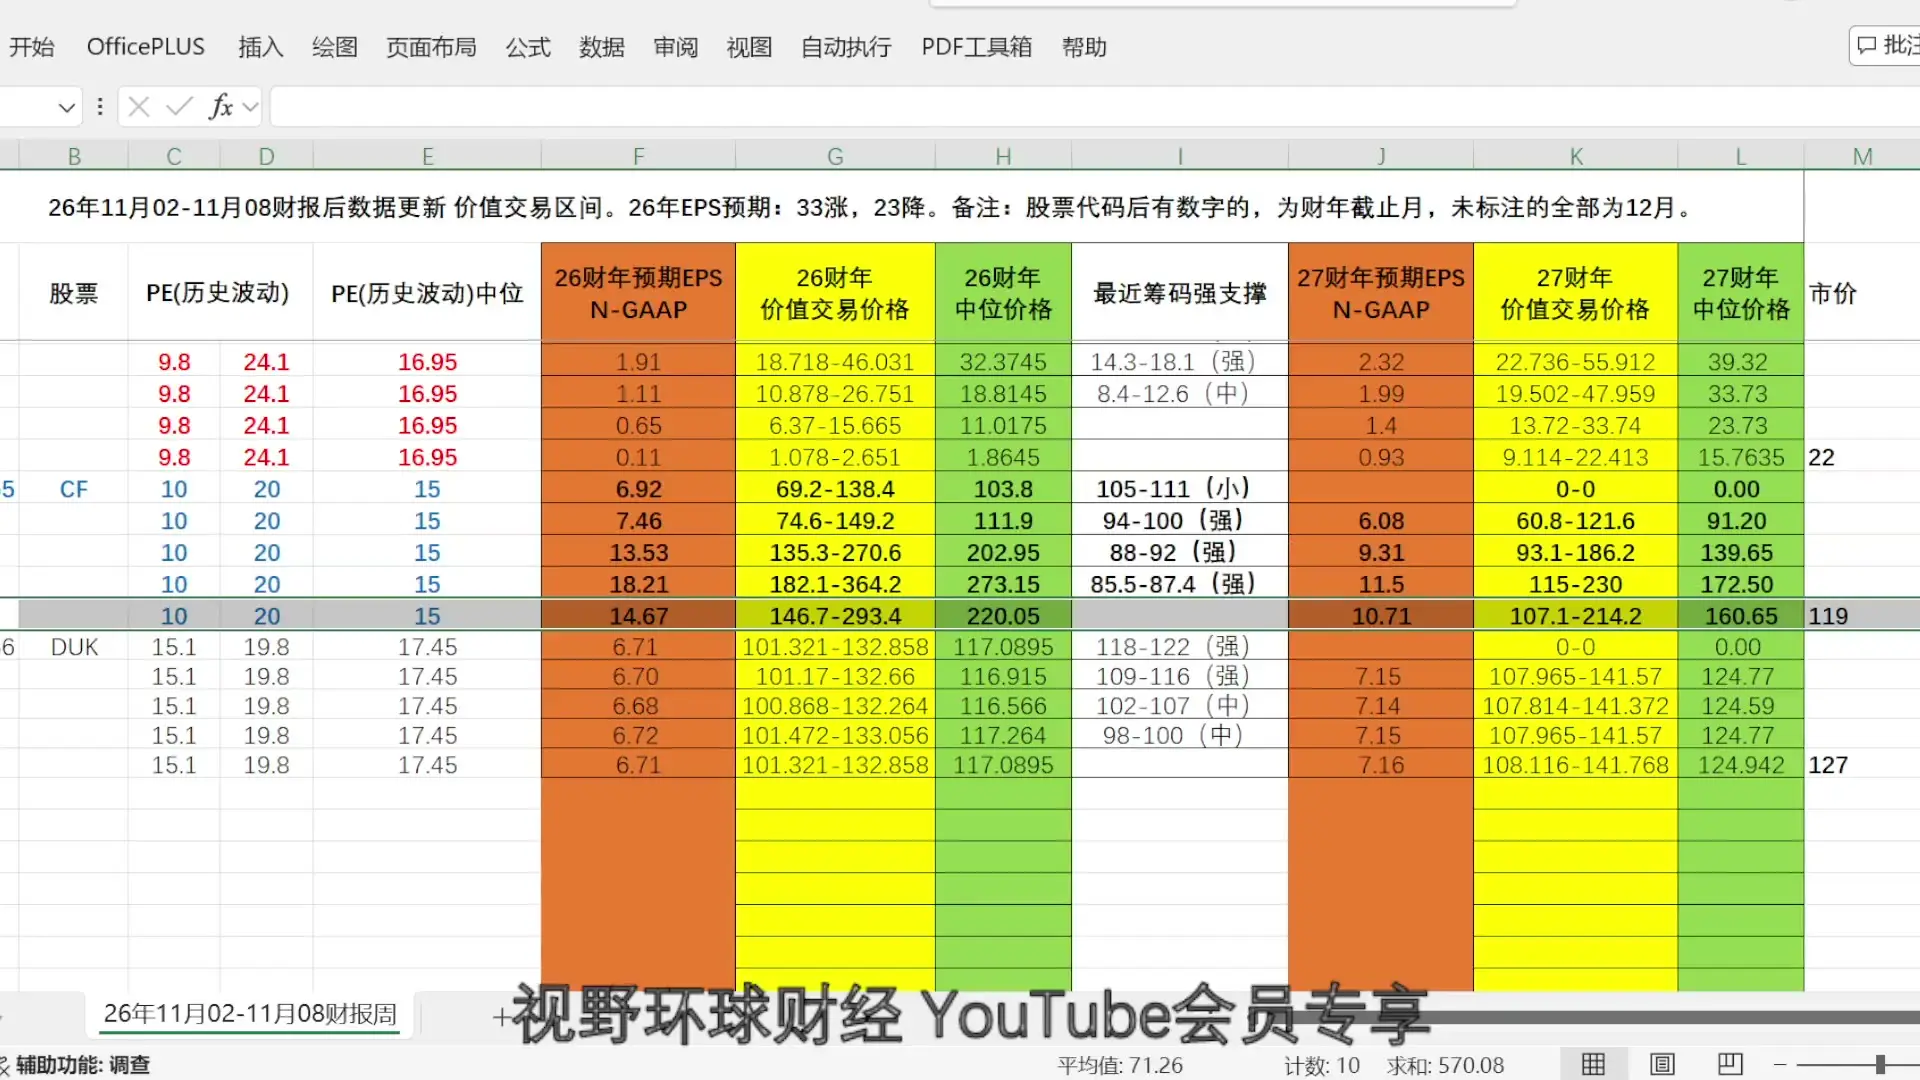 开始 OfficePLUS 插入 绘图 页面布局 公式 数据 审阅 视图 自动执行 PDF工具箱 帮助 批注
fx
B C D E F G H I J K L M
26年11月02-11月08财报后数据更新 价值交易区间。26年EPS预期：33涨，23降。备注：股票代码后有数字的，为财年截止月，未标注的全部为12月。
股票 PE(历史波动) PE(历史波动)中位 26财年预期EPS N-GAAP 26财年 价值交易价格 26财年 中位价格 最近筹码强支撑 27财年预期EPS N-GAAP 27财年 价值交易价格 27财年 中位价格 市价
9.8 24.1 16.95 1.91 18.718-46.031 32.3745 14.3-18.1（强） 2.32 22.736-55.912 39.32
9.8 24.1 16.95 1.11 10.878-26.751 18.8145 8.4-12.6（中） 1.99 19.502-47.959 33.73
9.8 24.1 16.95 0.65 6.37-15.665 11.0175 1.4 13.72-33.74 23.73
9.8 24.1 16.95 0.11 1.078-2.651 1.8645 0.93 9.114-22.413 15.7635 22
5 CF 10 20 15 6.92 69.2-138.4 103.8 105-111（小） 0-0 0.00
10 20 15 7.46 74.6-149.2 111.9 94-100（强） 6.08 60.8-121.6 91.20
10 20 15 13.53 135.3-270.6 202.95 88-92（强） 9.31 93.1-186.2 139.65
10 20 15 18.21 182.1-364.2 273.15 85.5-87.4（强） 11.5 115-230 172.50
10 20 15 14.67 146.7-293.4 220.05 10.71 107.1-214.2 160.65 119
6 DUK 15.1 19.8 17.45 6.71 101.321-132.858 117.0895 118-122（强） 0-0 0.00
15.1 19.8 17.45 6.70 101.17-132.66 116.915 109-116（强） 7.15 107.965-141.57 124.77
15.1 19.8 17.45 6.68 100.868-132.264 116.566 102-107（中） 7.14 107.814-141.372 124.59
15.1 19.8 17.45 6.72 101.472-133.056 117.264 98-100（中） 7.15 107.965-141.57 124.77
15.1 19.8 17.45 6.71 101.321-132.858 117.0895 7.16 108.116-141.768 124.942 127
26年11月02-11月08财报周 +
视野环球财经 YouTube会员专享
辅助功能: 调查 平均值: 71.26 计数: 10 求和: 570.08